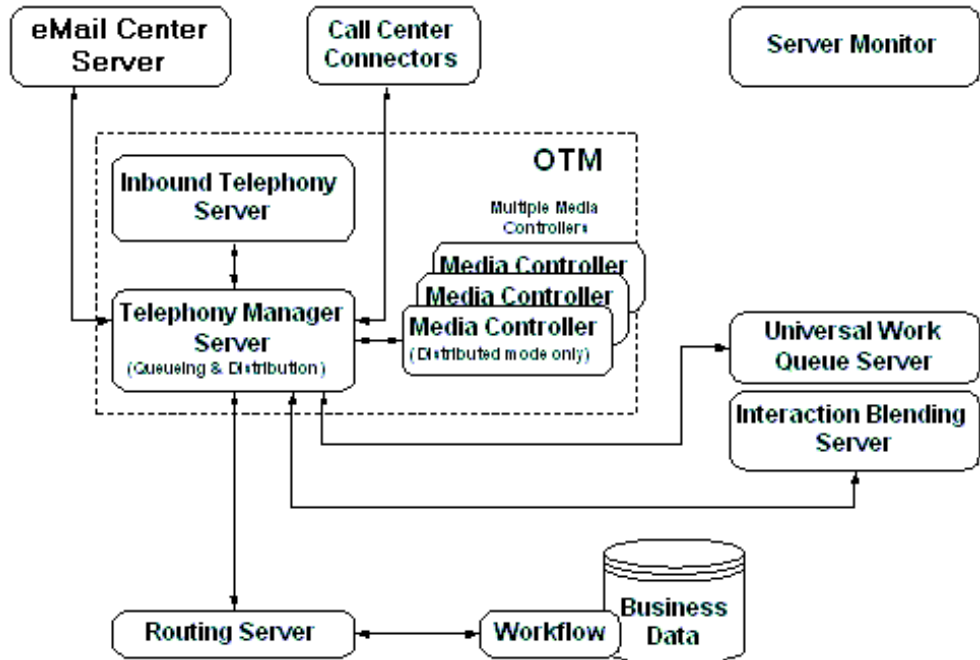 eMail Center
Server
Call Center
Connectors
Server Monitor
OTM
Inbound Telephony
Server
Multiple Media
Controllers
Media Controller
Media Controller
Media Controller
(Distributed mode only)
Telephony Manager
Server
(Queueing & Distribution)
Universal Work
Queue Server
Interaction Blending
Server
Routing Server
Workflow
Business
Data